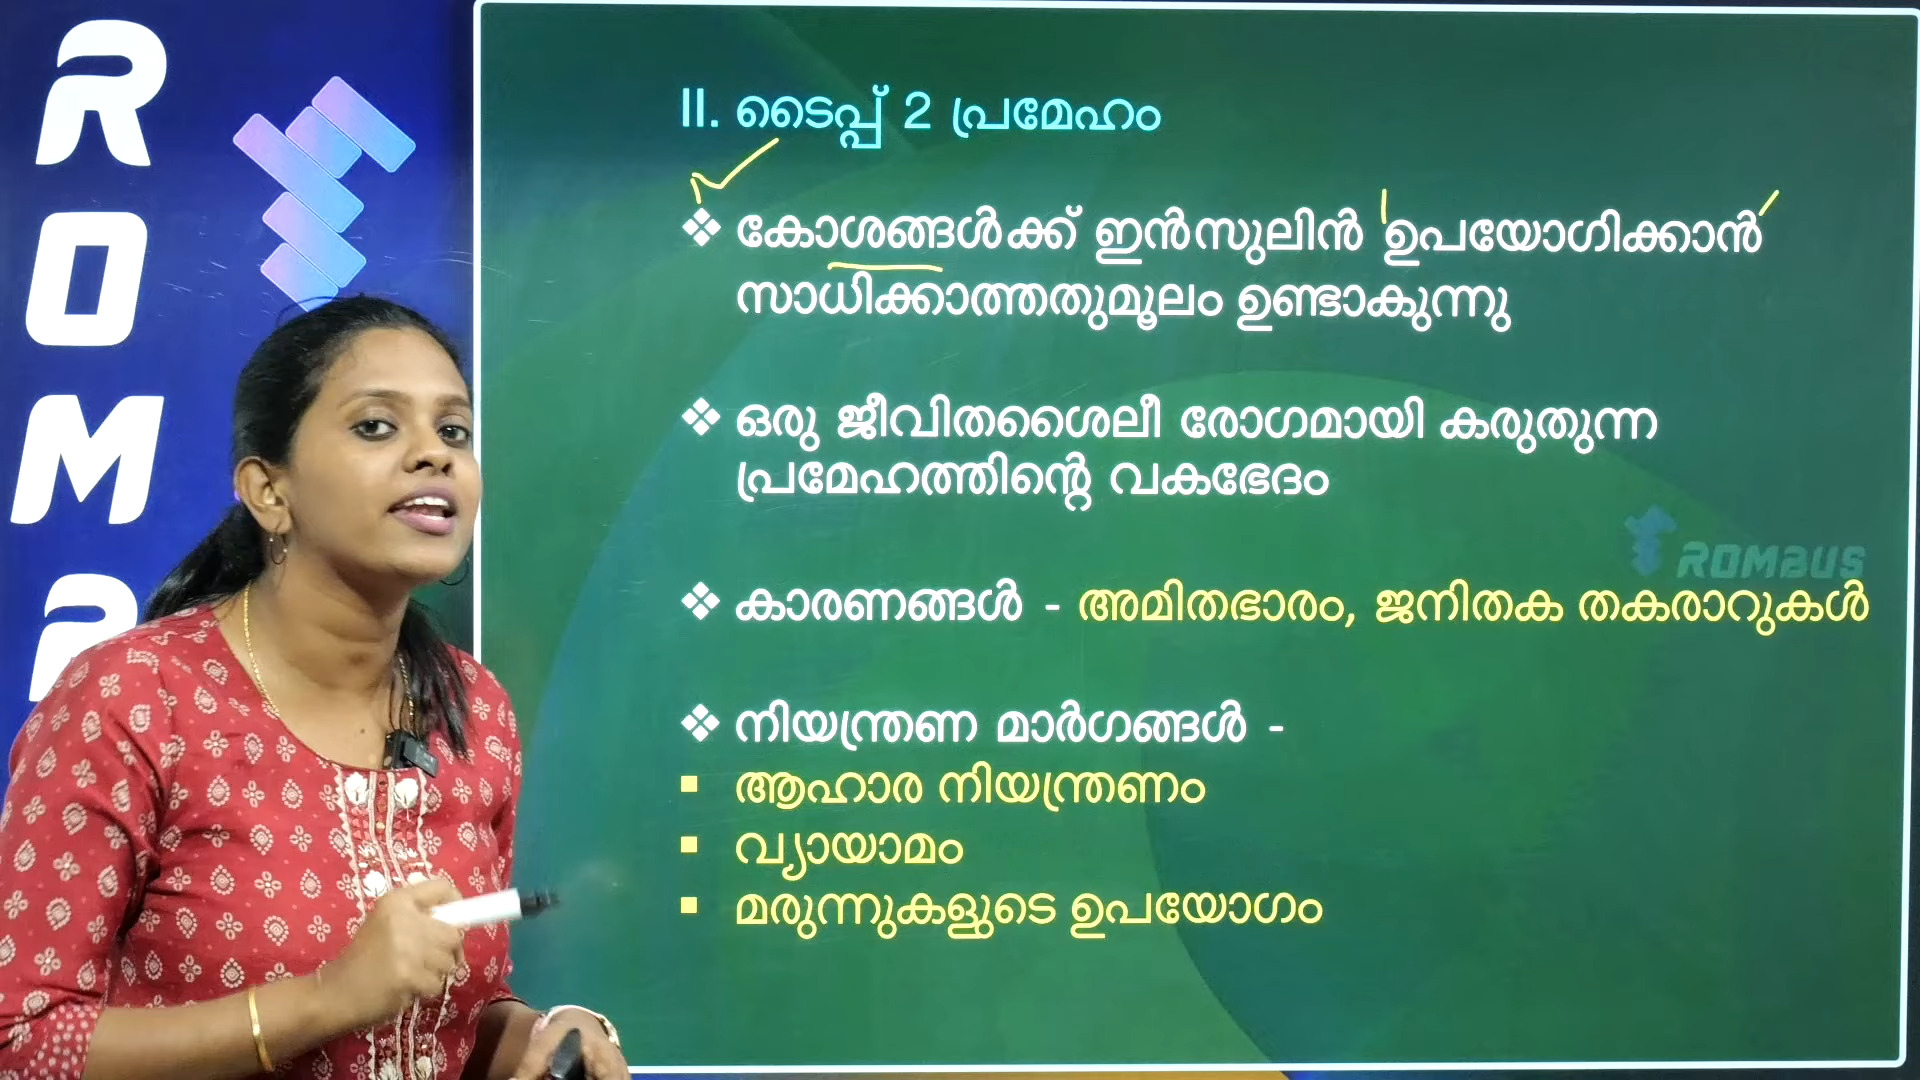 ROMB
II. ടൈപ്പ് 2 പ്രമേഹം
❖ കോശങ്ങൾക്ക് ഇൻസുലിൻ ഉപയോഗിക്കാൻ
സാധിക്കാത്തതുമൂലം ഉണ്ടാകുന്നു
❖ ഒരു ജീവിതശൈലീ രോഗമായി കരുതുന്ന
പ്രമേഹത്തിന്റെ വകഭേദം
ROMBUS
❖ കാരണങ്ങൾ - അമിതഭാരം, ജനിതക തകരാറുകൾ
❖ നിയന്ത്രണ മാർഗങ്ങൾ -
▪ ആഹാര നിയന്ത്രണം
▪ വ്യായാമം
▪ മരുന്നുകളുടെ ഉപയോഗം